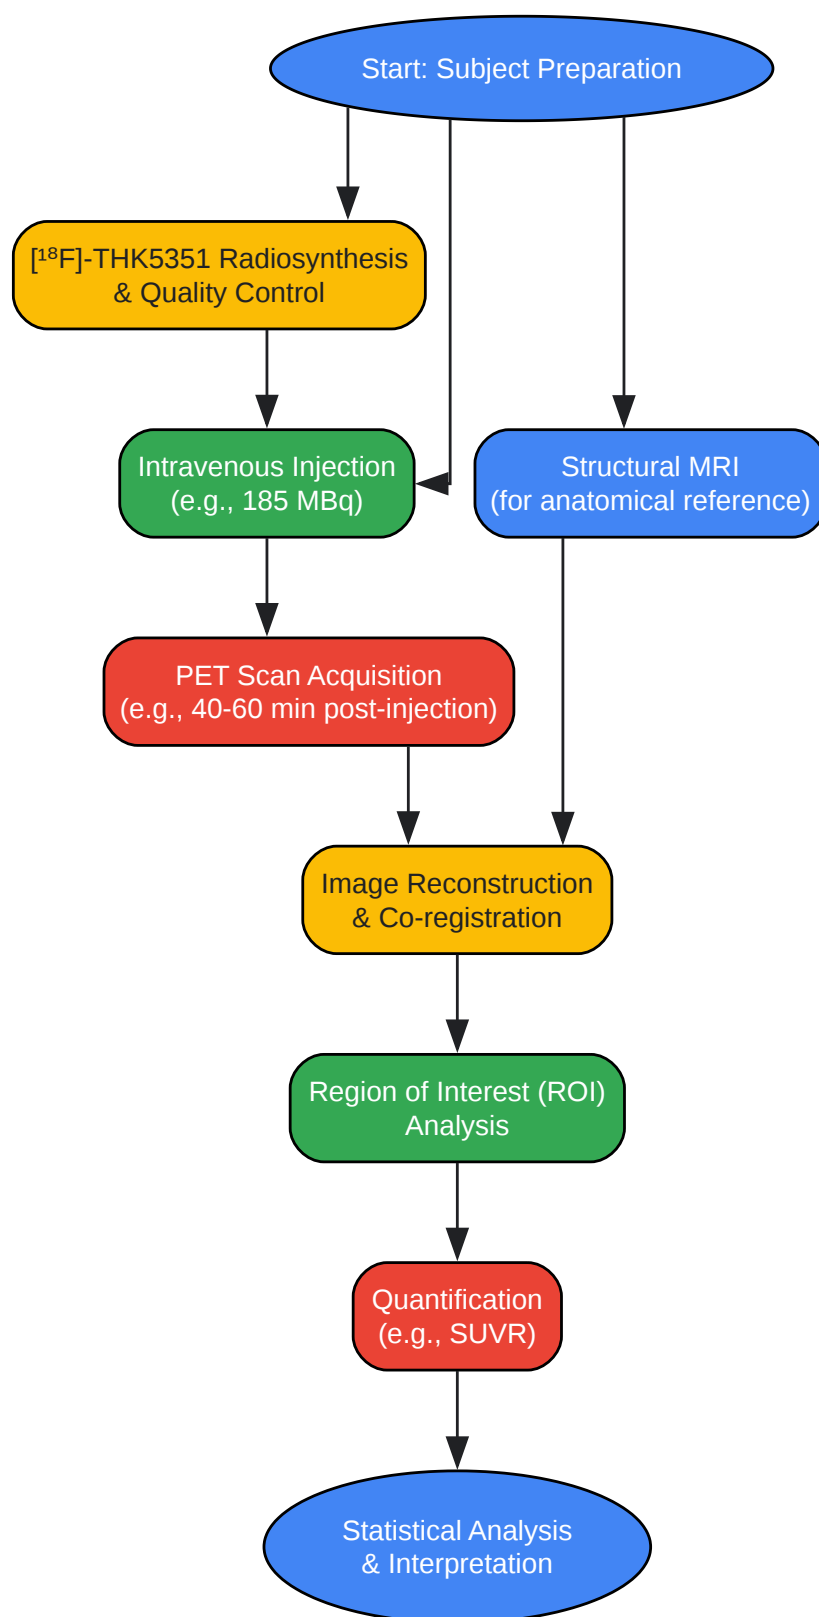 Start: Subject Preparation
[¹⁸F]-THK5351 Radiosynthesis
& Quality Control
Intravenous Injection
(e.g., 185 MBq)
Structural MRI
(for anatomical reference)
PET Scan Acquisition
(e.g., 40-60 min post-injection)
Image Reconstruction
& Co-registration
Region of Interest (ROI)
Analysis
Quantification
(e.g., SUVR)
Statistical Analysis
& Interpretation